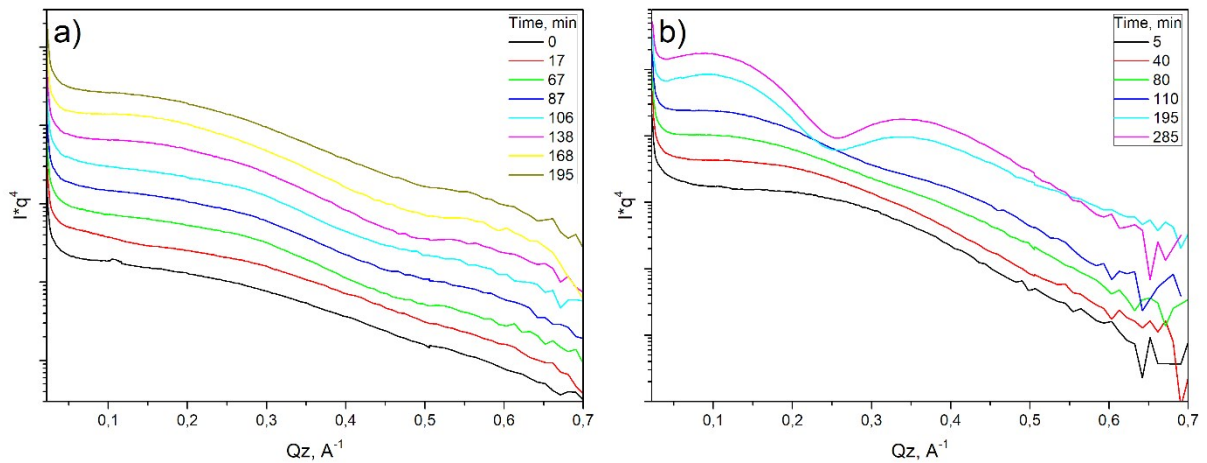 a)
Time, min
0
17
67
87
106
138
168
195
I*q⁴
0,1 0,2 0,3 0,4 0,5 0,6 0,7
Qz, A⁻¹
b)
Time, min
5
40
80
110
195
285
I*q⁴
0,1 0,2 0,3 0,4 0,5 0,6 0,7
Qz, A⁻¹